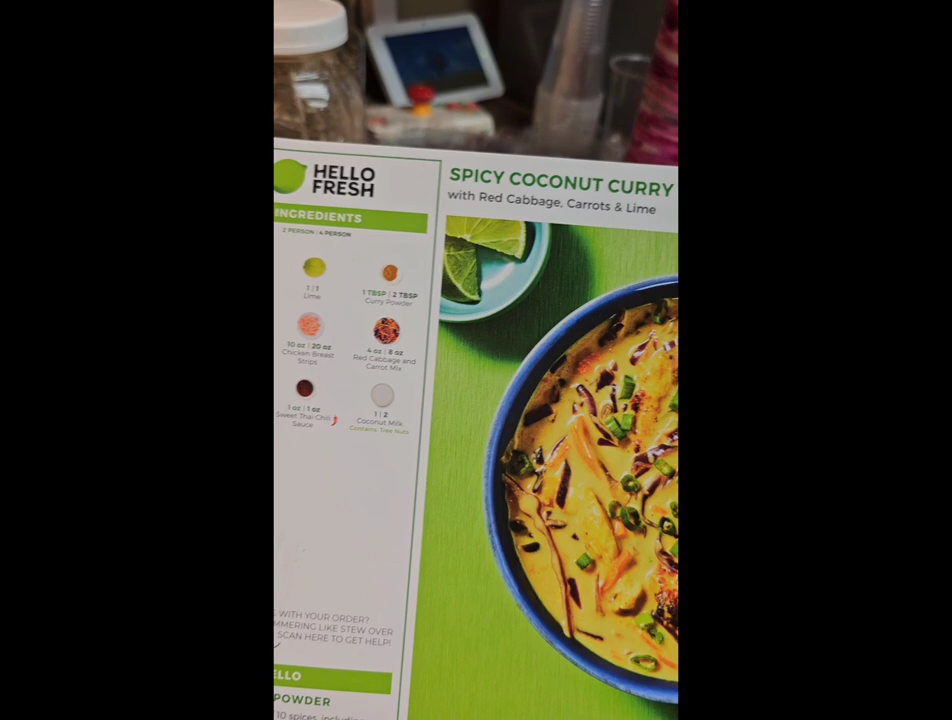 HELLO
FRESH
SPICY COCONUT CURRY
with Red Cabbage, Carrots & Lime
INGREDIENTS
2 PERSON | 4 PERSON
1 | 1
Lime
1 TBSP | 2 TBSP
Curry Powder
10 oz | 20 oz
Chicken Breast
Strips
4 oz | 8 oz
Red Cabbage and
Carrot Mix
1 oz | 1 oz
Sweet Thai Chili
Sauce
1 | 2
Coconut Milk
Contains: Tree Nuts
WITH YOUR ORDER?
MMERING LIKE STEW OVER
SCAN HERE TO GET HELP!
ELLO
POWDER
10 spices, including